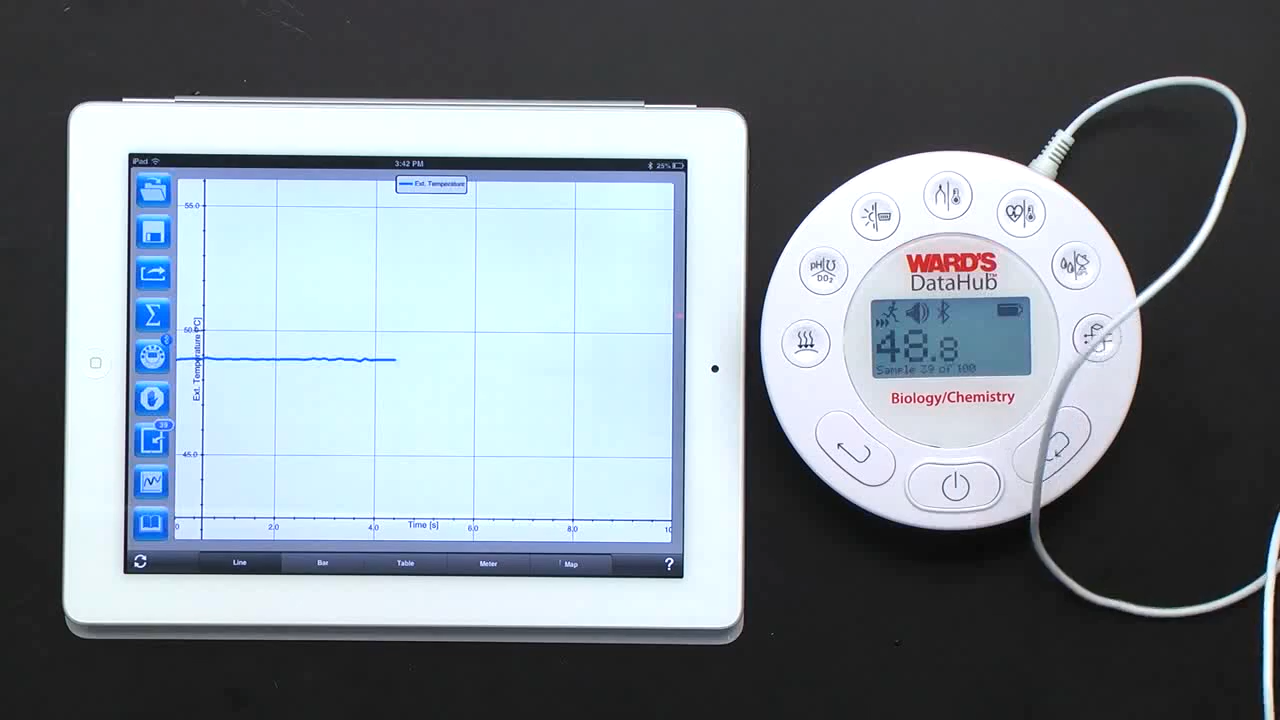 iPad
3:42 PM
25%
Ext. Temperature
55.0
50.0
45.0
Ext. Temperature [°C]
39
0
2.0
4.0
6.0
8.0
10
Time [s]
Line
Bar
Table
Meter
Map
?
pH
DO2
WARD'S
DataHub™
48.8
Sample 39 of 100
Biology/Chemistry